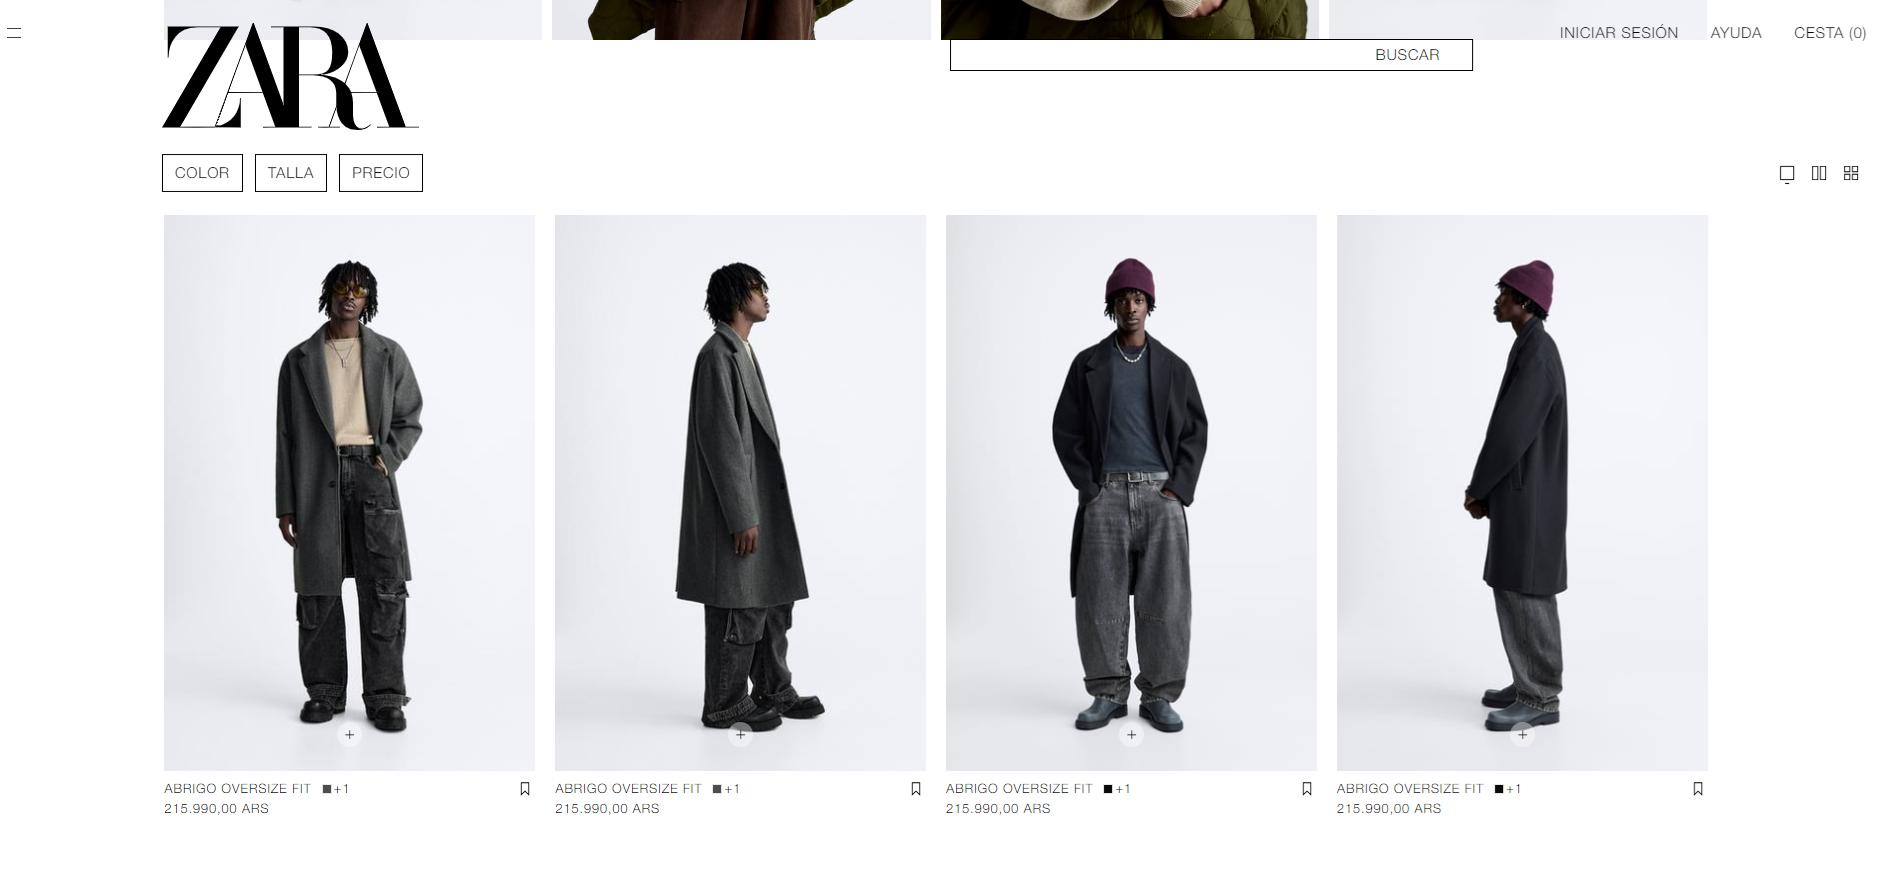 ZARA
INICIAR SESIÓN AYUDA CESTA (0)
BUSCAR
COLOR TALLA PRECIO
ABRIGO OVERSIZE FIT +1
215.990,00 ARS
ABRIGO OVERSIZE FIT +1
215.990,00 ARS
ABRIGO OVERSIZE FIT +1
215.990,00 ARS
ABRIGO OVERSIZE FIT +1
215.990,00 ARS